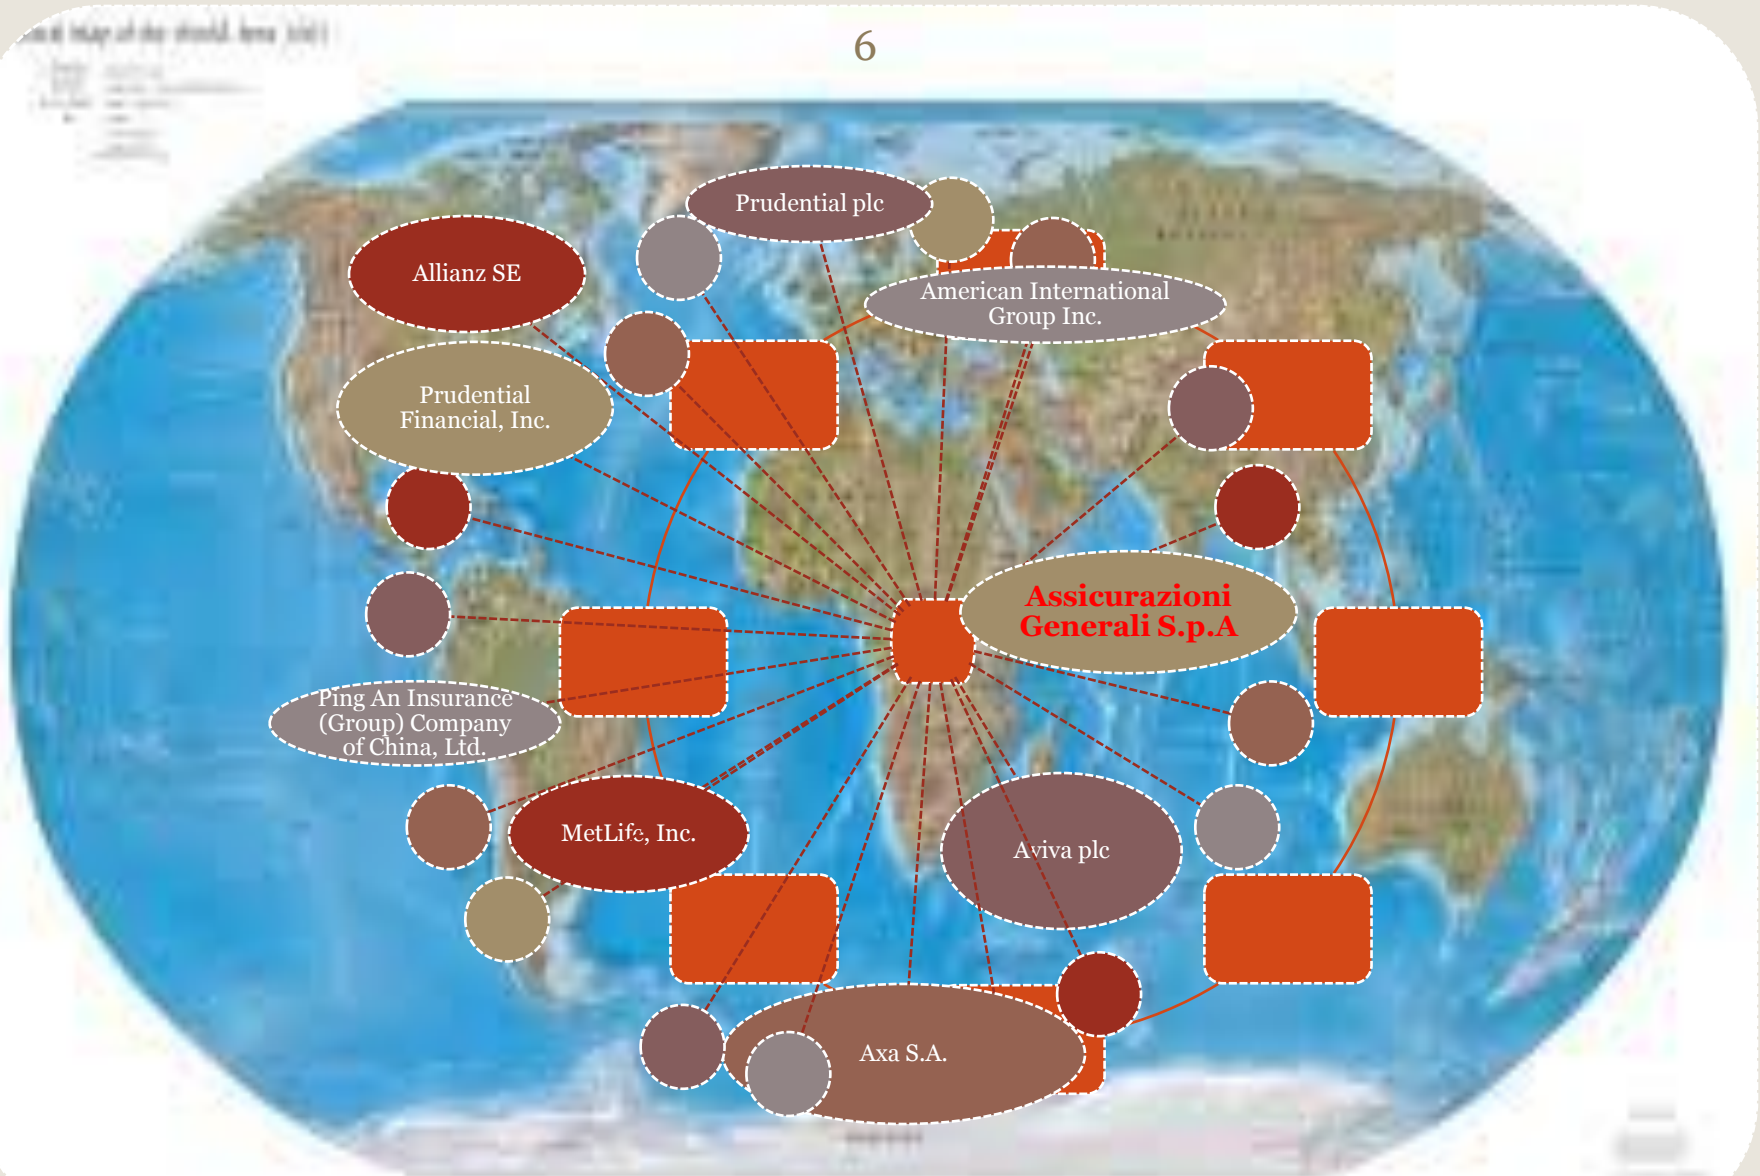 6
Prudential plc
Allianz SE
American International
Group Inc.
Prudential
Financial, Inc.
Assicurazioni
Generali S.p.A
Ping An Insurance
(Group) Company
of China, Ltd.
MetLife, Inc.
Aviva plc
Axa S.A.